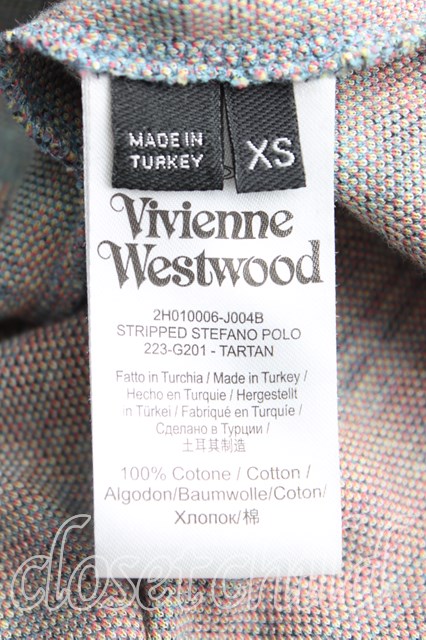 MADE IN
TURKEY
XS
Vivienne
Westwood
2H010006-J004B
STRIPPED STEFANO POLO
223-G201 - TARTAN
Fatto in Turchia / Made in Turkey /
Hecho en Turquie / Hergestellt
in Türkei / Fabriqué en Turquie /
Сделано в Турции /
土耳其制造
100% Cotone / Cotton /
Algodon/Baumwolle/Coton/
Хлопок/棉
closet child